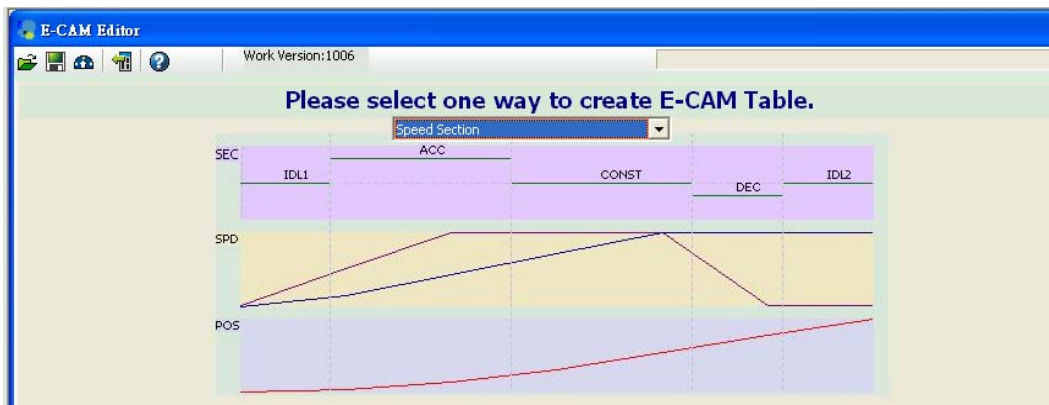 E-CAM Editor
Work Version:1006
Please select one way to create E-CAM Table.
Speed Section
SEC
IDL1
ACC
CONST
DEC
IDL2
SPD
POS